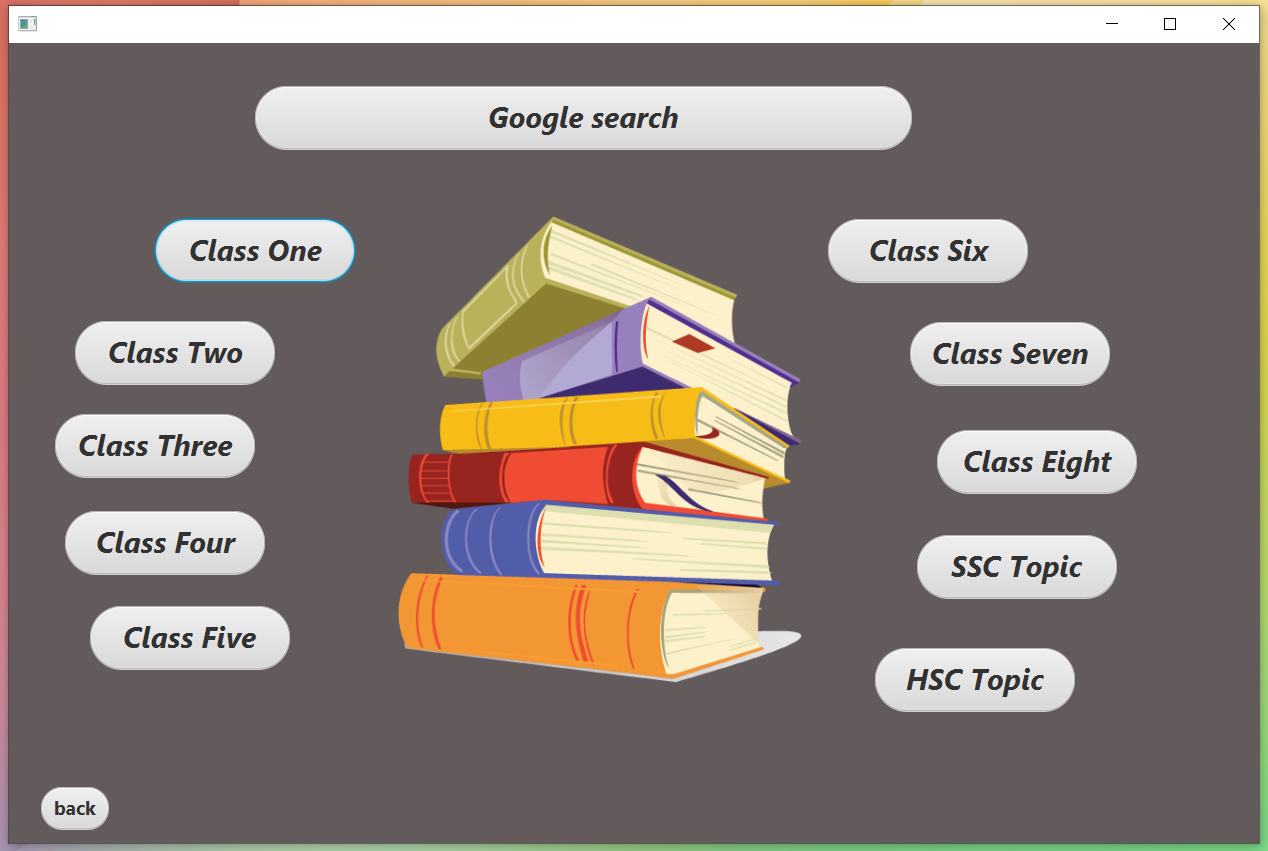 Google search
Class One
Class Two
Class Three
Class Four
Class Five
Class Six
Class Seven
Class Eight
SSC Topic
HSC Topic
back